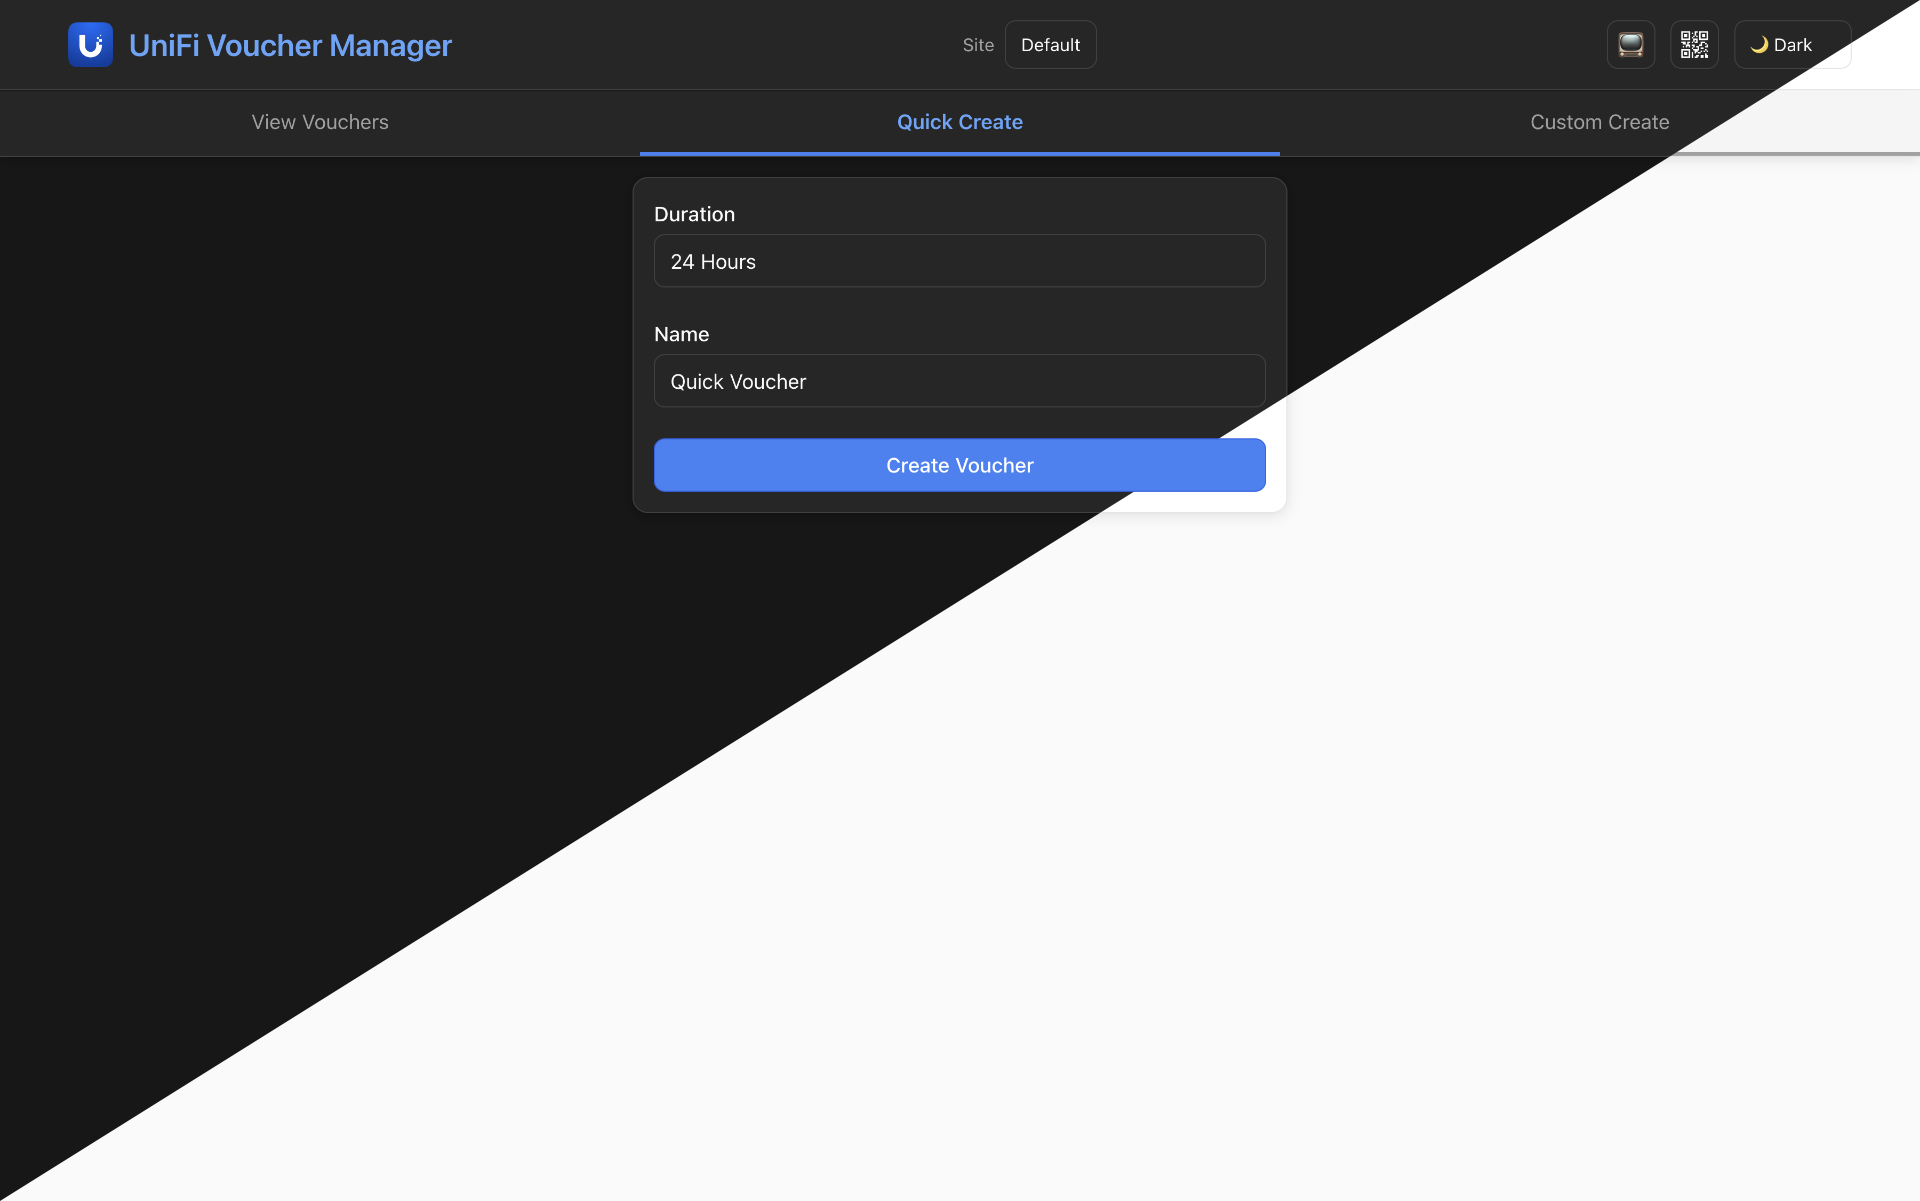 UniFi Voucher Manager
Site Default
Dark
View Vouchers
Quick Create
Custom Create
Duration
24 Hours
Name
Quick Voucher
Create Voucher